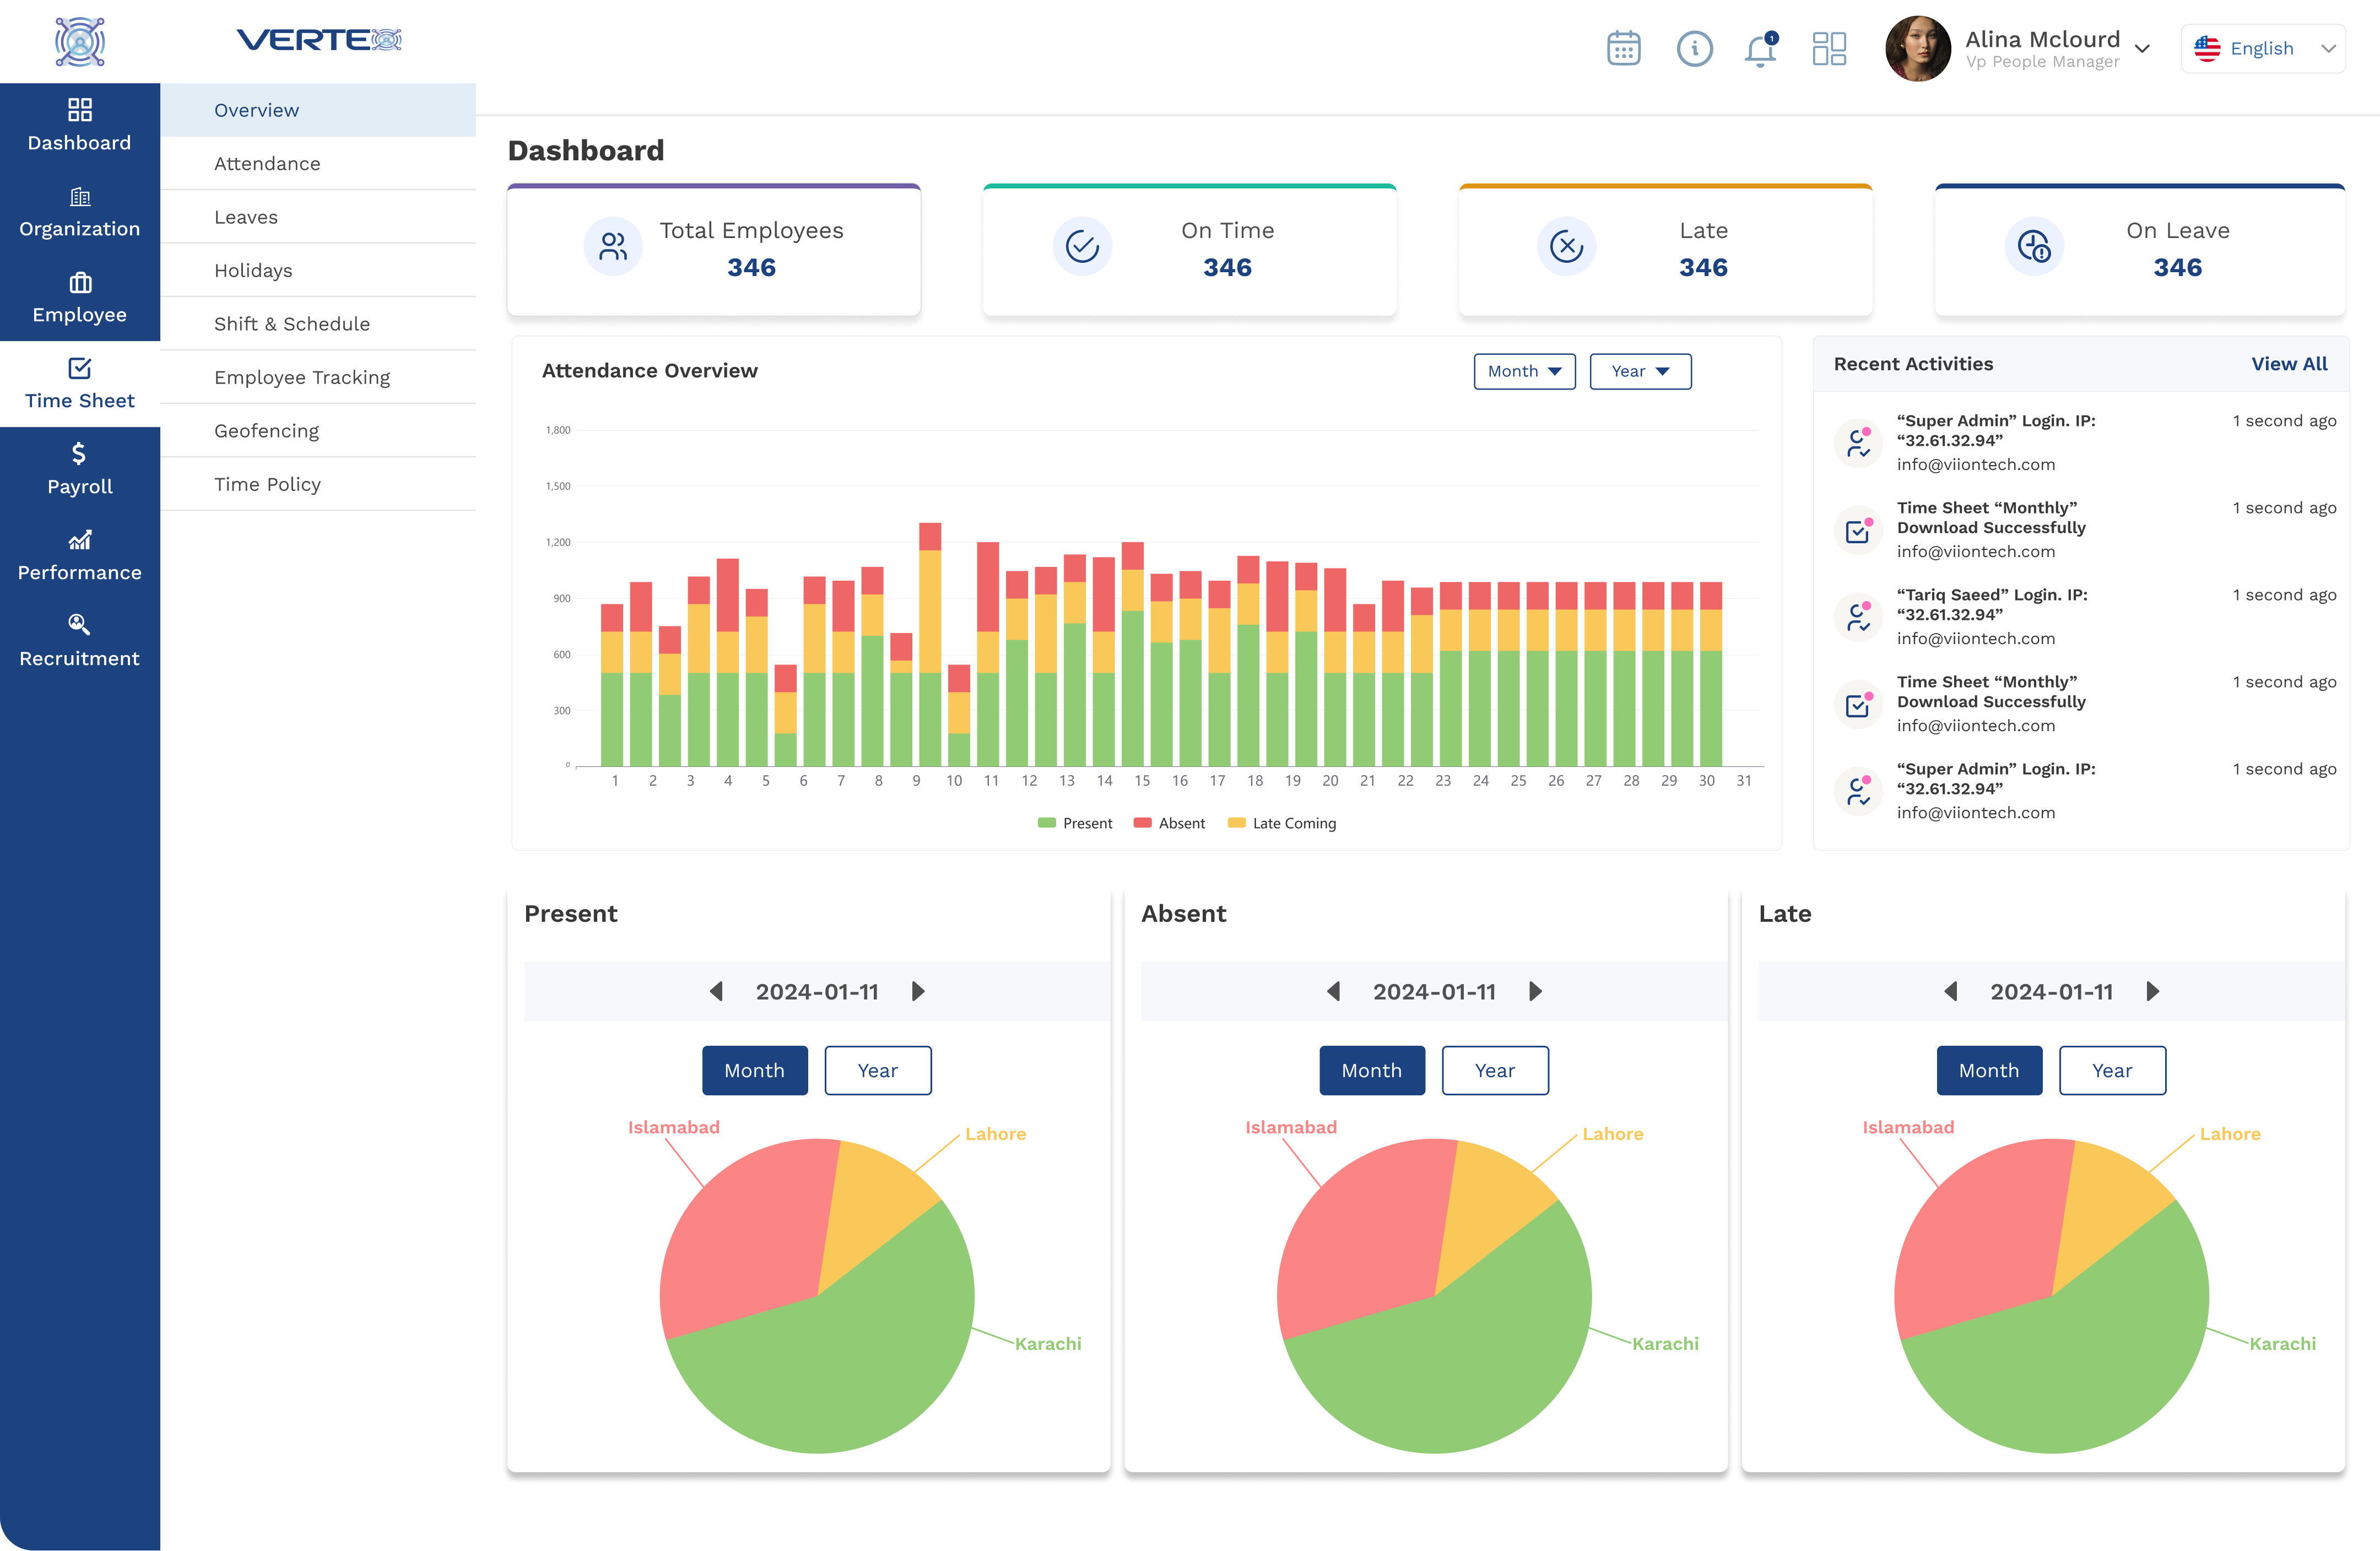 VERTEX
1
Alina Mclourd
Vp People Manager
English
Dashboard
Organization
Employee
Time Sheet
Payroll
Performance
Recruitment
Overview
Attendance
Leaves
Holidays
Shift & Schedule
Employee Tracking
Geofencing
Time Policy
Dashboard
Total Employees
346
On Time
346
Late
346
On Leave
346
Attendance Overview
Month
Year
1,800
1,500
1,200
900
600
300
0
1 2 3 4 5 6 7 8 9 10 11 12 13 14 15 16 17 18 19 20 21 22 23 24 25 26 27 28 29 30 31
Present Absent Late Coming
Recent Activities View All
“Super Admin” Login. IP: 1 second ago
“32.61.32.94”
info@viiontech.com
Time Sheet “Monthly” 1 second ago
Download Successfully
info@viiontech.com
“Tariq Saeed” Login. IP: 1 second ago
“32.61.32.94”
info@viiontech.com
Time Sheet “Monthly” 1 second ago
Download Successfully
info@viiontech.com
“Super Admin” Login. IP: 1 second ago
“32.61.32.94”
info@viiontech.com
Present
2024-01-11
Month Year
Islamabad
Lahore
Karachi
Absent
2024-01-11
Month Year
Islamabad
Lahore
Karachi
Late
2024-01-11
Month Year
Islamabad
Lahore
Karachi